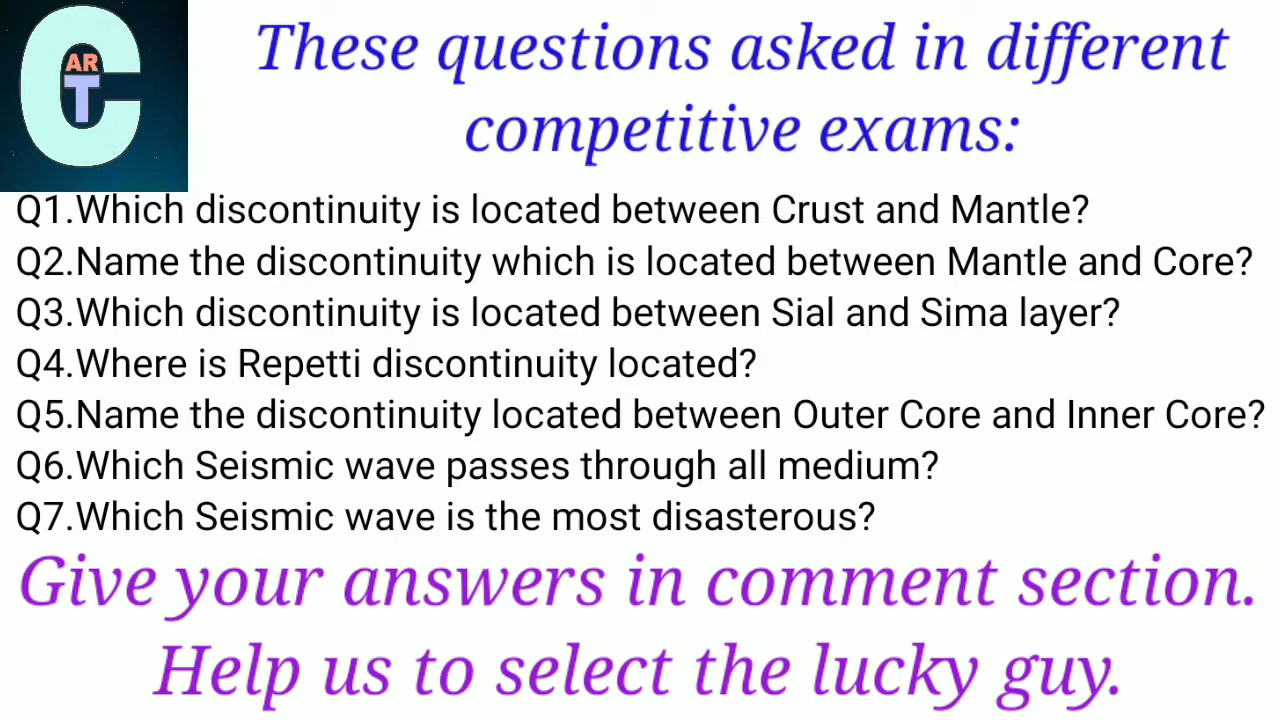 C
AR
T
These questions asked in different
competitive exams:
Q1.Which discontinuity is located between Crust and Mantle?
Q2.Name the discontinuity which is located between Mantle and Core?
Q3.Which discontinuity is located between Sial and Sima layer?
Q4.Where is Repetti discontinuity located?
Q5.Name the discontinuity located between Outer Core and Inner Core?
Q6.Which Seismic wave passes through all medium?
Q7.Which Seismic wave is the most disasterous?
Give your answers in comment section.
Help us to select the lucky guy.